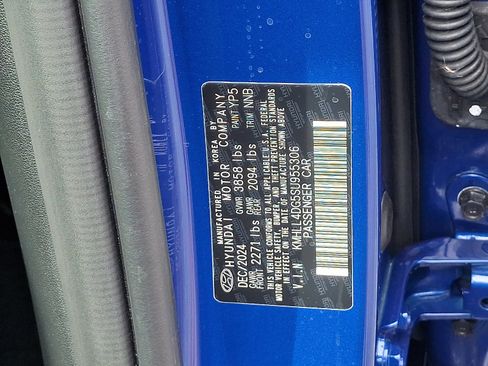 MANUFACTURED IN KOREA BY
HYUNDAI MOTOR COMPANY
DEC/2024 GVWR 3858 lbs PAINT YP5
GAWR FRONT 2271 lbs GAWR REAR 2094 lbs TRIM NNB
THIS VEHICLE CONFORMS TO ALL APPLICABLE U.S.A. FEDERAL
MOTOR VEHICLE SAFETY, BUMPER, AND THEFT PREVENTION STANDARDS
IN EFFECT ON THE DATE OF MANUFACTURE SHOWN ABOVE
V.I.N: KMHLL4DG5SU955306
PASSENGER CAR